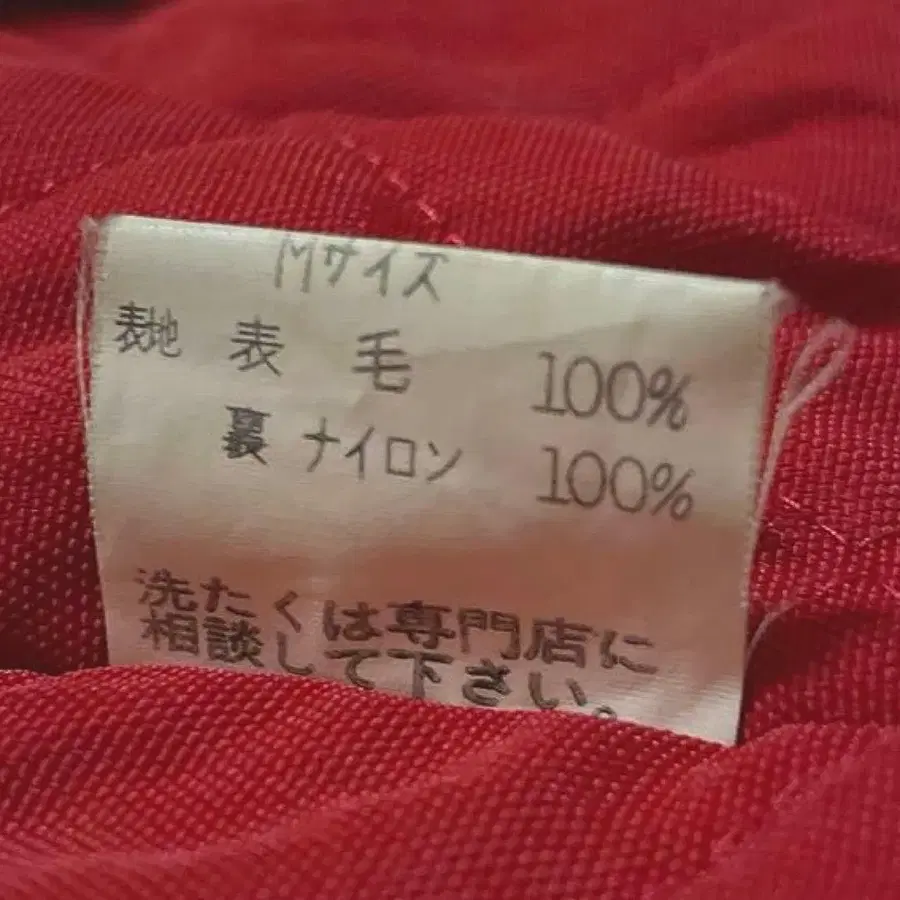 Mサイズ
表地 表 毛 100%
裏 ナイロン 100%
洗たくは専門店に
相談して下さい。